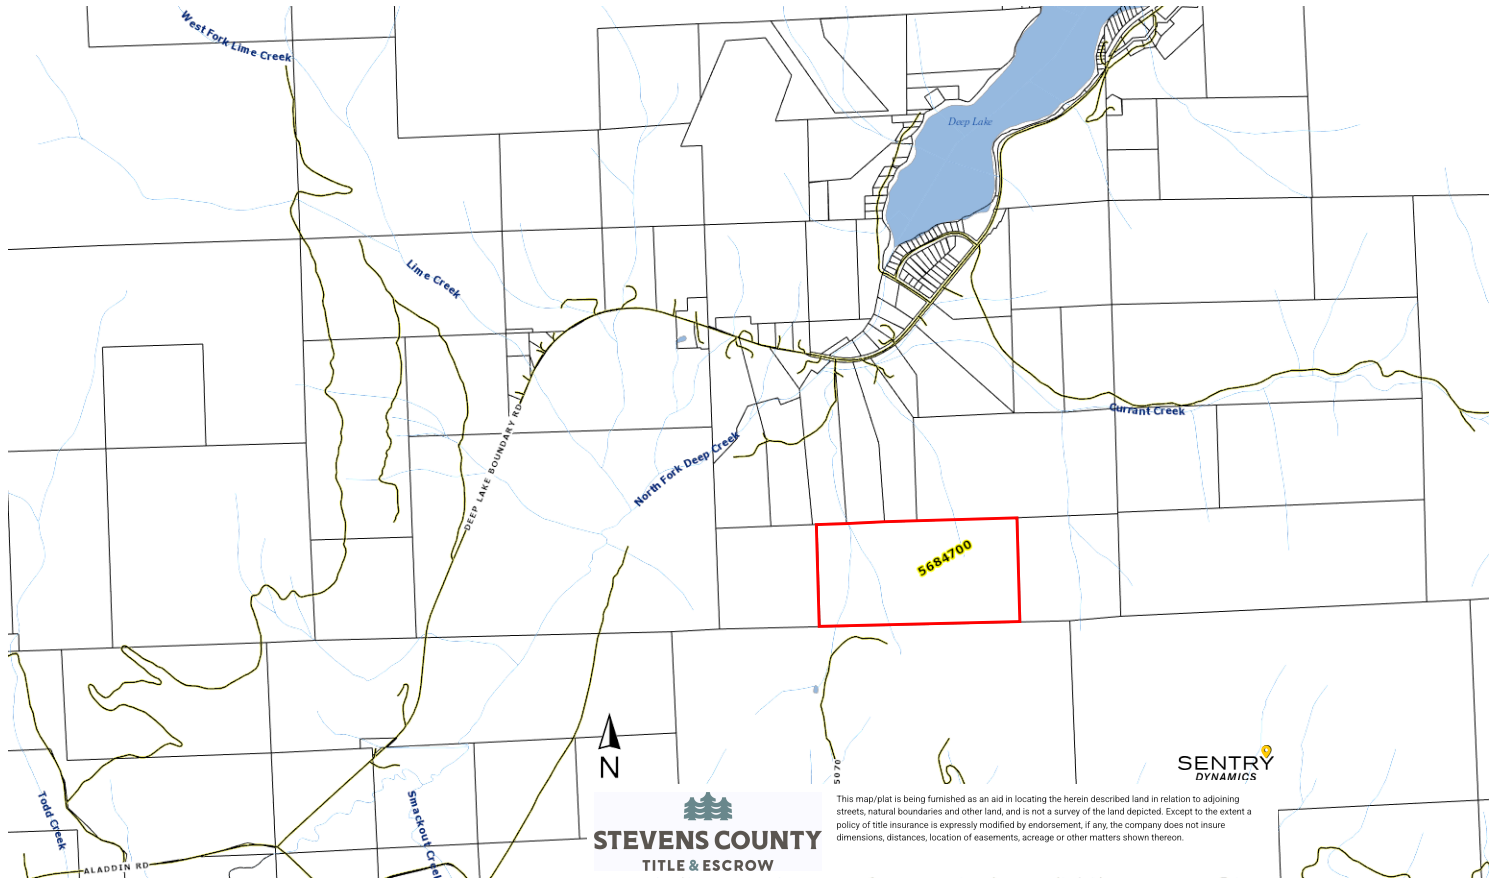 West Fork Lime Creek
Deep Lake
Lime Creek
Currant Creek
DEEP LAKE BOUNDARY RD
North Fork Deep Creek
5684700
N
SENTRY
DYNAMICS
5070
Todd Creek
Smackout Creek
ALADDIN RD
STEVENS COUNTY
TITLE & ESCROW
This map/plat is being furnished as an aid in locating the herein described land in relation to adjoining
streets, natural boundaries and other land, and is not a survey of the land depicted. Except to the extent a
policy of title insurance is expressly modified by endorsement, if any, the company does not insure
dimensions, distances, location of easements, acreage or other matters shown thereon.